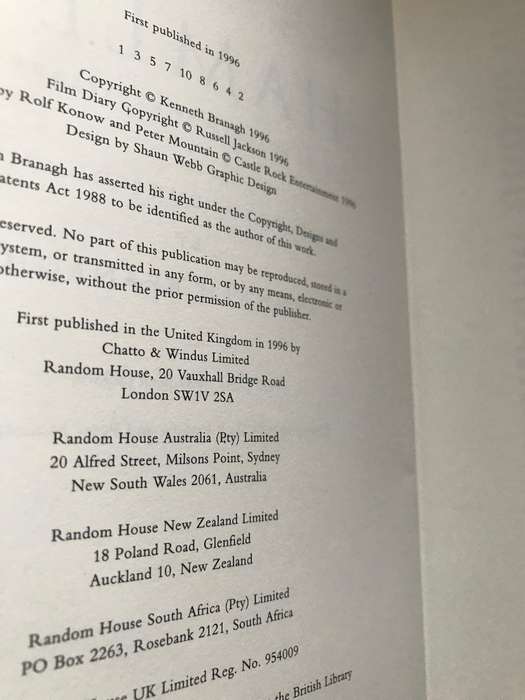 First published in 1996
1 3 5 7 10 8 6 4 2
Copyright © Kenneth Branagh 1996
Film Diary Copyright © Russell Jackson 1996
by Rolf Konow and Peter Mountain © Castle Rock Entertainment 1996
Design by Shaun Webb Graphic Design
Branagh has asserted his right under the Copyright, Designs and
atents Act 1988 to be identified as the author of this work.
eserved. No part of this publication may be reproduced, stored in a
ystem, or transmitted in any form, or by any means, electronic or
otherwise, without the prior permission of the publisher.
First published in the United Kingdom in 1996 by
Chatto & Windus Limited
Random House, 20 Vauxhall Bridge Road
London SW1V 2SA
Random House Australia (Pty) Limited
20 Alfred Street, Milsons Point, Sydney
New South Wales 2061, Australia
Random House New Zealand Limited
18 Poland Road, Glenfield
Auckland 10, New Zealand
Random House South Africa (Pty) Limited
PO Box 2263, Rosebank 2121, South Africa
UK Limited Reg. No. 954009
the British Library